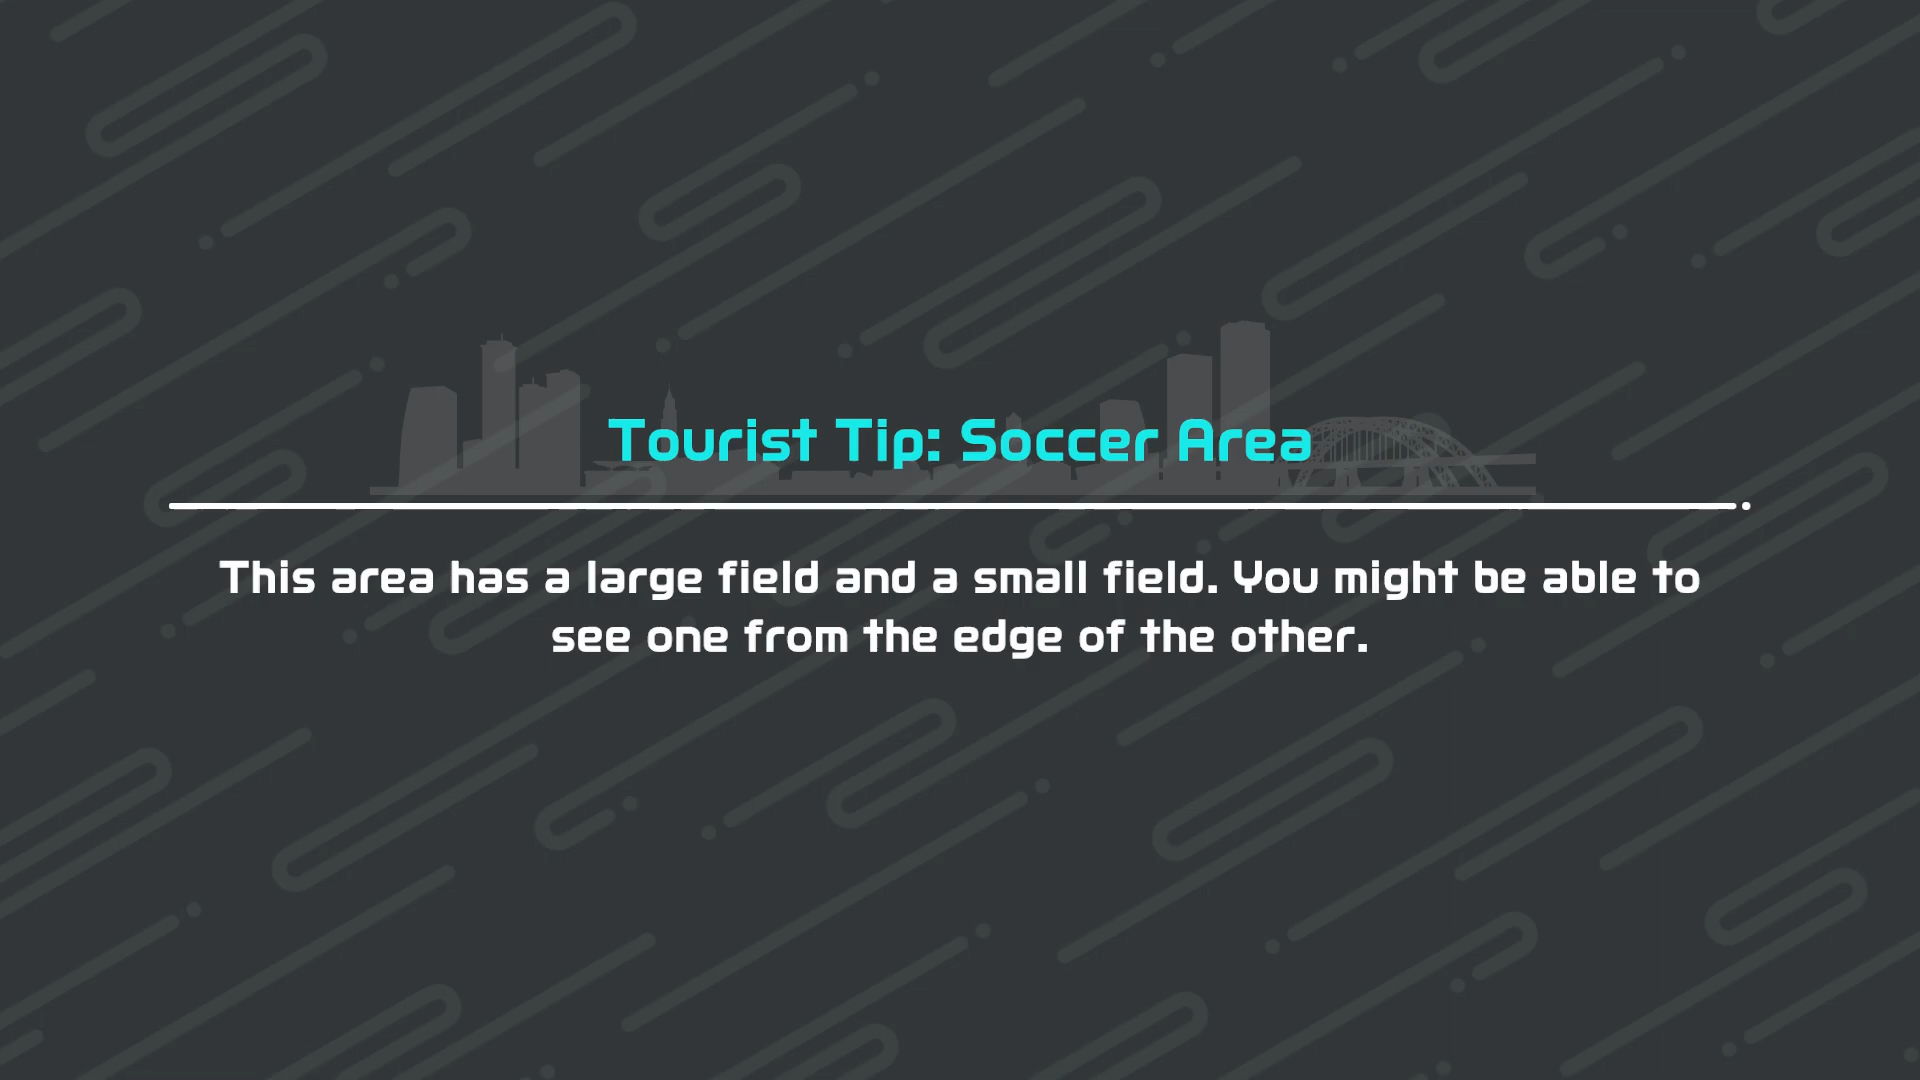 Tourist Tip: Soccer Area
This area has a large field and a small field. You might be able to
see one from the edge of the other.